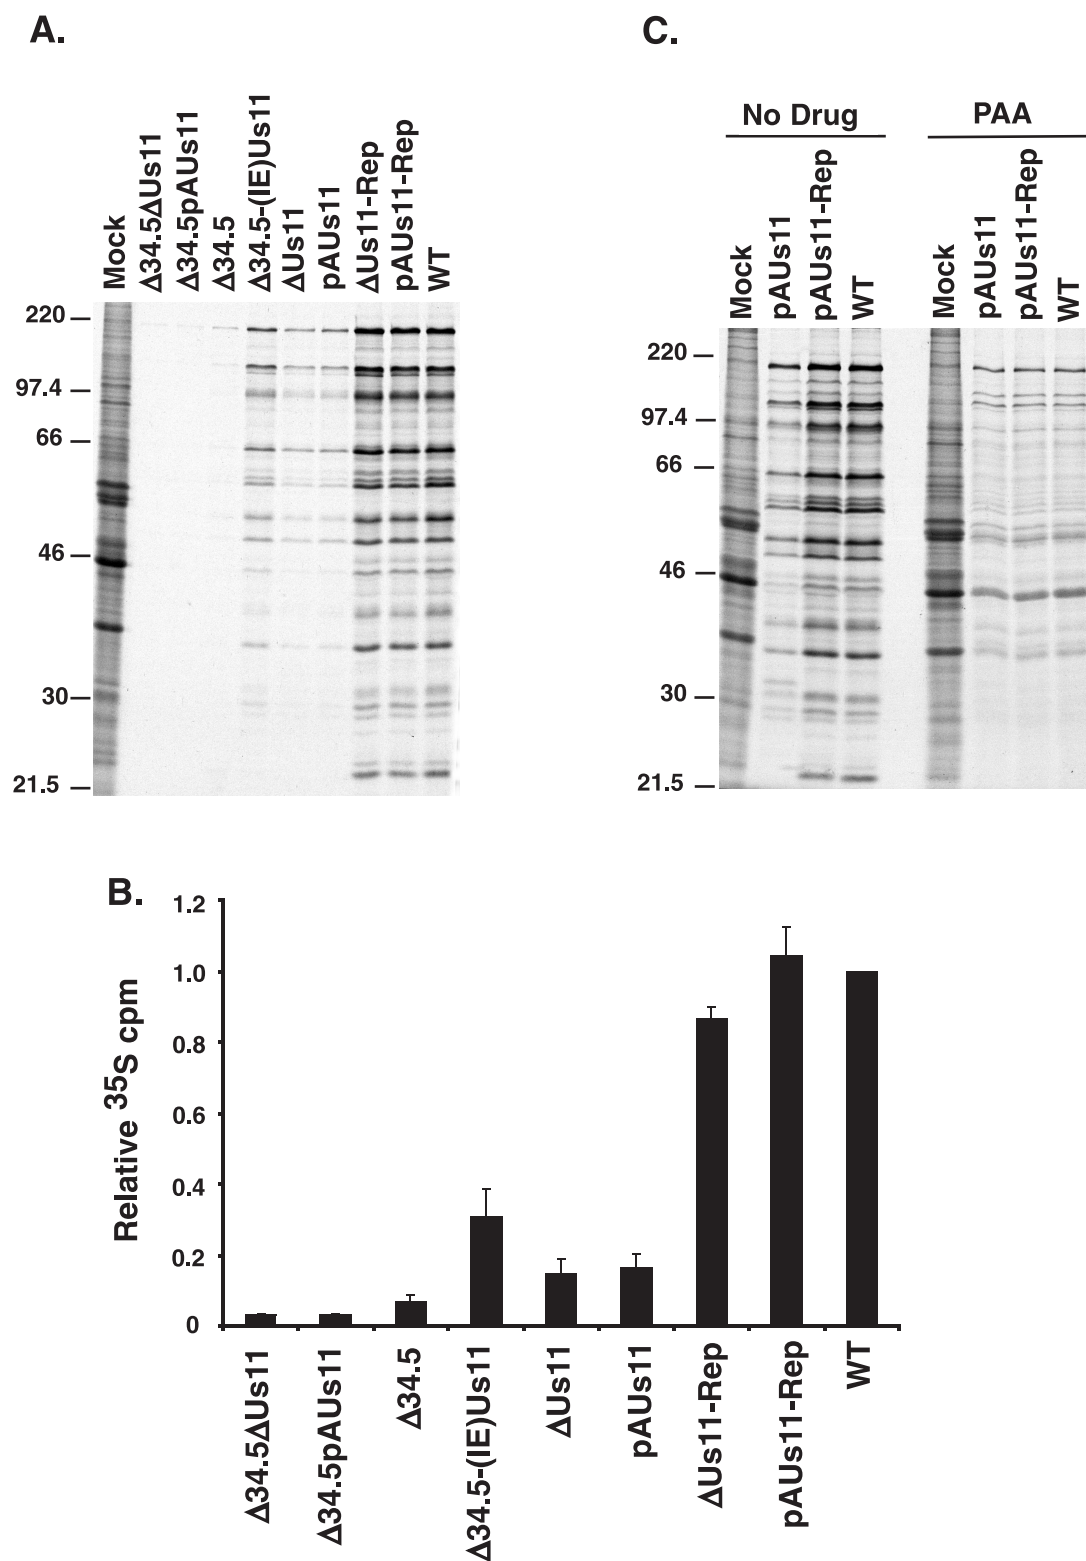 A.
Mock
Δ34.5ΔUs11
Δ34.5pAUs11
Δ34.5
Δ34.5-(IE)Us11
ΔUs11
pAUs11
ΔUs11-Rep
pAUs11-Rep
WT
220
97.4
66
46
30
21.5
C.
No Drug
PAA
Mock
pAUs11
pAUs11-Rep
WT
Mock
pAUs11
pAUs11-Rep
WT
220
97.4
66
46
30
21.5
B.
Relative 35S cpm
1.2
1.0
0.8
0.6
0.4
0.2
0
Δ34.5ΔUs11
Δ34.5pAUs11
Δ34.5
Δ34.5-(IE)Us11
ΔUs11
pAUs11
ΔUs11-Rep
pAUs11-Rep
WT